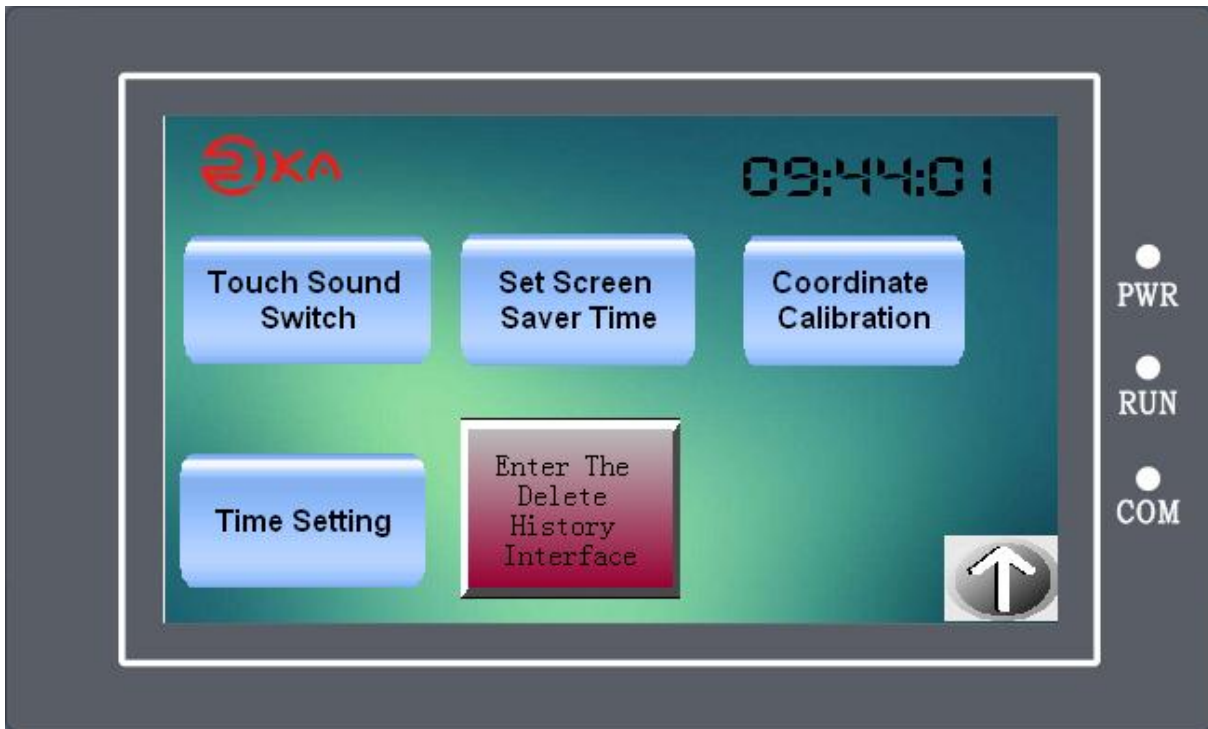 RKA
09:44:01
Touch Sound
Switch
Set Screen
Saver Time
Coordinate
Calibration
PWR
RUN
COM
Time Setting
Enter The
Delete
History
Interface